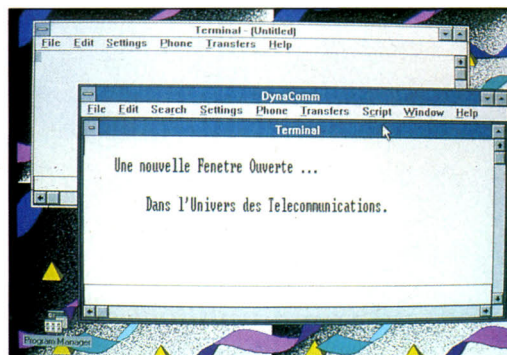 Terminal - (Untitled)
File Edit Settings Phone Transfers Help
DynaComm
File Edit Search Settings Phone Transfers Script Window Help
Terminal
Une nouvelle Fenetre Ouverte ...
Dans l'Univers des Telecommunications.
Program Manager